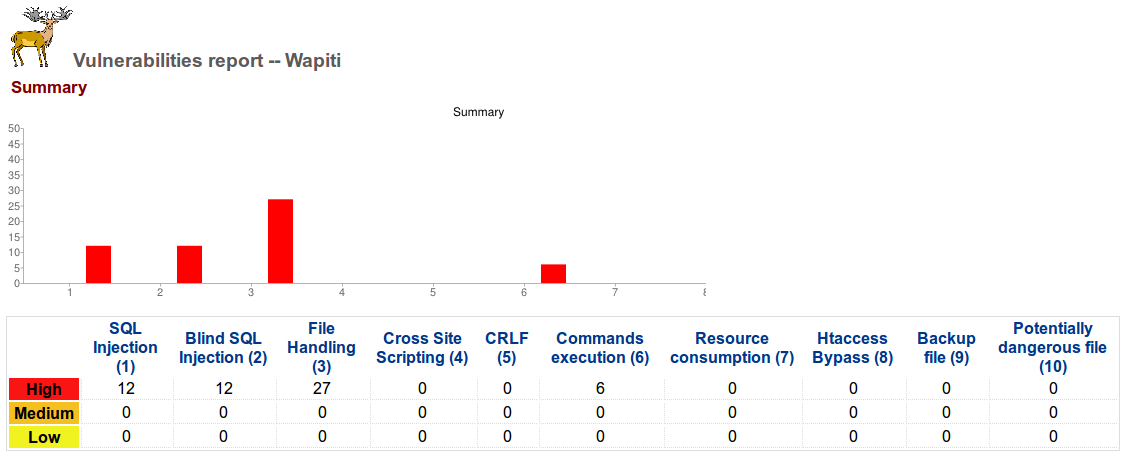 Vulnerabilities report -- Wapiti
Summary
Summary
50
45
40
35
30
25
20
15
10
5
0
1 2 3 4 5 6 7 8
SQL Injection (1) Blind SQL Injection (2) File Handling (3) Cross Site Scripting (4) CRLF (5) Commands execution (6) Resource consumption (7) Htaccess Bypass (8) Backup file (9) Potentially dangerous file (10)
High 12 12 27 0 0 6 0 0 0 0
Medium 0 0 0 0 0 0 0 0 0 0
Low 0 0 0 0 0 0 0 0 0 0